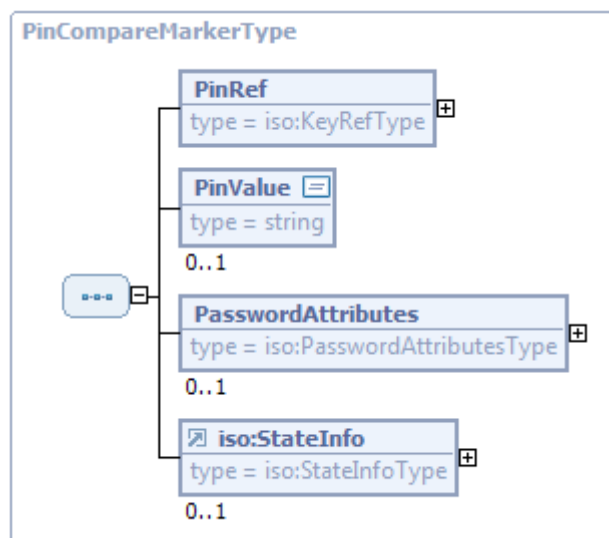 PinCompareMarkerType
PinRef
type = iso:KeyRefType
PinValue
type = string
0..1
PasswordAttributes
type = iso:PasswordAttributesType
0..1
iso:StateInfo
type = iso:StateInfoType
0..1